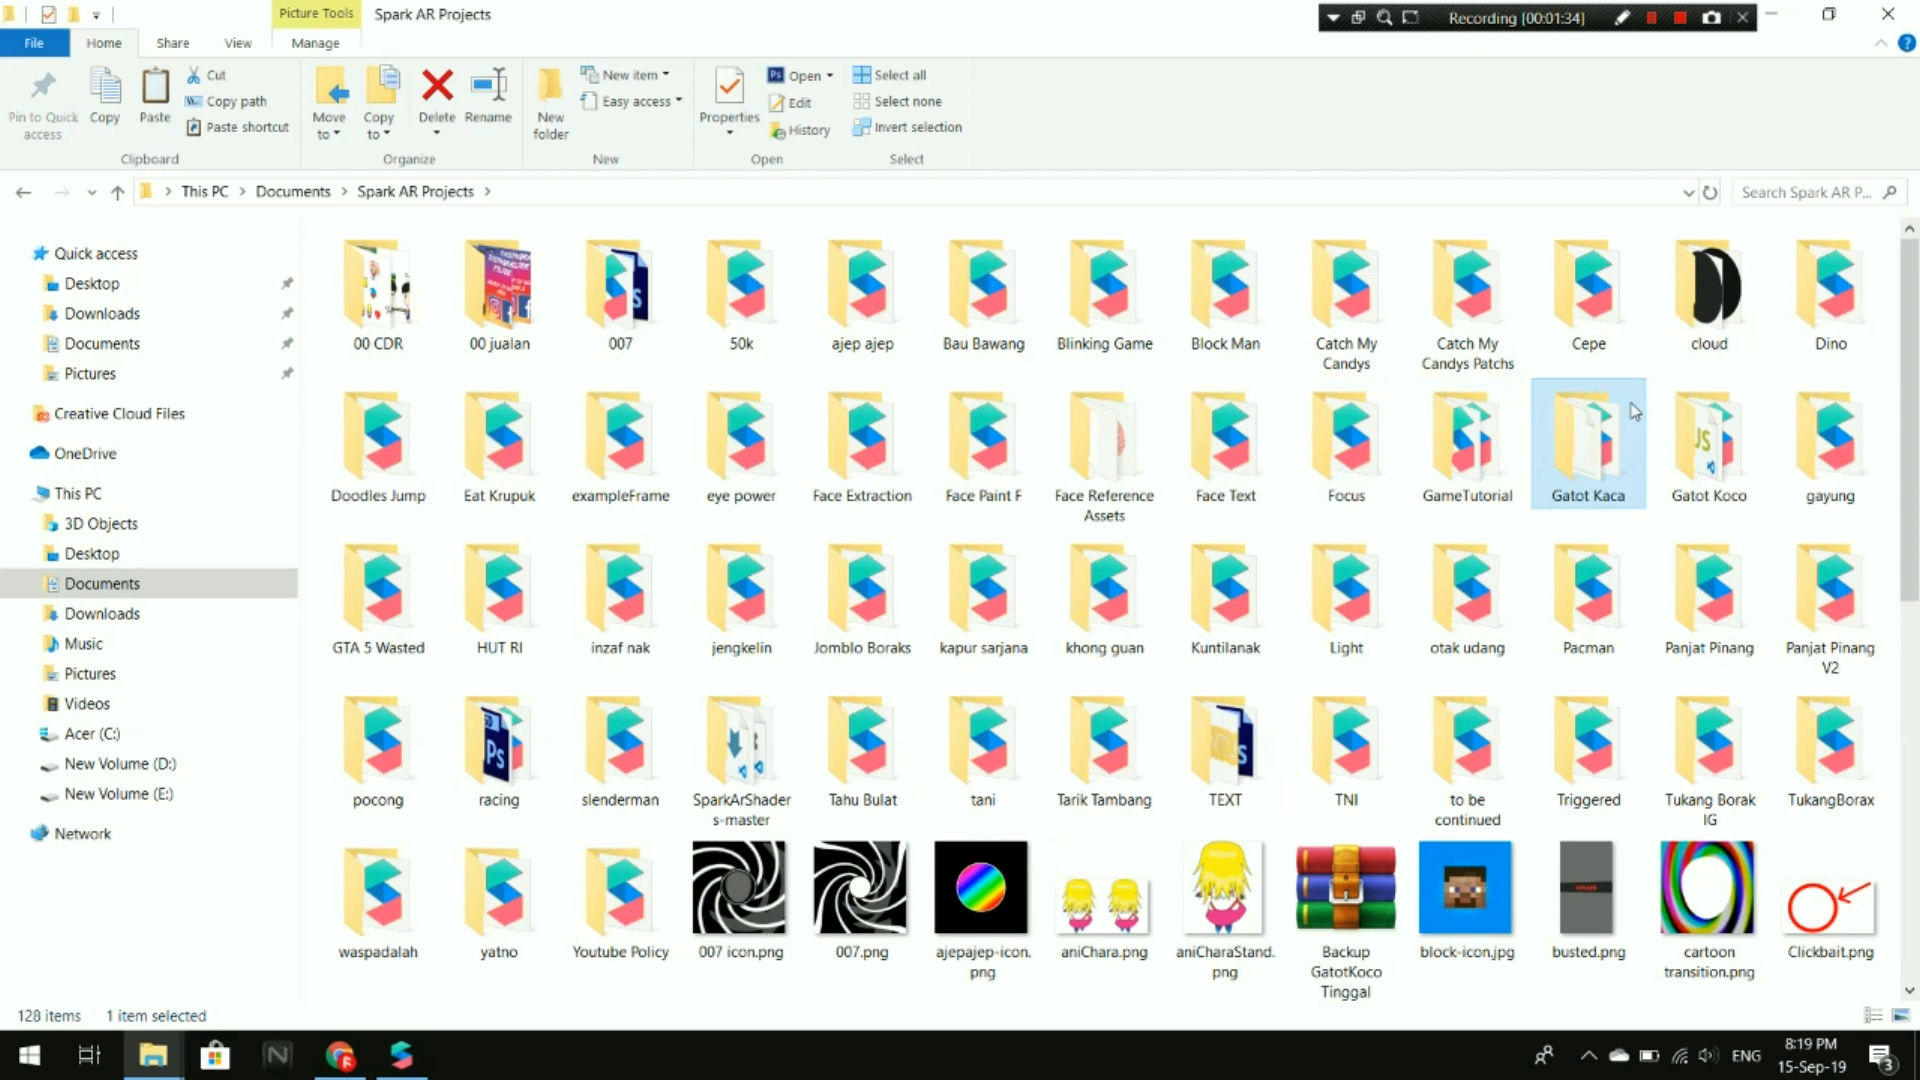 Picture Tools
Spark AR Projects
Recording [00:01:34]
File
Home
Share
View
Manage
Pin to Quick
access
Copy
Paste
Cut
Copy path
Paste shortcut
Clipboard
Move
to
Copy
to
Delete
Rename
Organize
New
folder
New item
Easy access
New
Properties
Open
Edit
History
Open
Select all
Select none
Invert selection
Select
This PC > Documents > Spark AR Projects >
Search Spark AR P...
Quick access
Desktop
Downloads
Documents
Pictures
Creative Cloud Files
OneDrive
This PC
3D Objects
Desktop
Documents
Downloads
Music
Pictures
Videos
Acer (C:)
New Volume (D:)
New Volume (E:)
Network
00 CDR
00 jualan
007
50k
ajep ajep
Bau Bawang
Blinking Game
Block Man
Catch My
Candys
Catch My
Candys Patchs
Cepe
cloud
Dino
Doodles Jump
Eat Krupuk
exampleFrame
eye power
Face Extraction
Face Paint F
Face Reference
Assets
Face Text
Focus
GameTutorial
Gatot Kaca
JS
Gatot Koco
gayung
GTA 5 Wasted
HUT RI
inzaf nak
jengkelin
Jomblo Boraks
kapur sarjana
khong guan
Kuntilanak
Light
otak udang
Pacman
Panjat Pinang
Panjat Pinang
V2
pocong
Ps
racing
slenderman
SparkArShader
s-master
Tahu Bulat
tani
Tarik Tambang
TEXT
TNI
to be
continued
Triggered
Tukang Borak
IG
TukangBorax
waspadalah
yatno
Youtube Policy
007 icon.png
007.png
ajepajep-icon.
png
aniChara.png
aniCharaStand.
png
Backup
GatotKoco
Tinggal
block-icon.jpg
busted.png
cartoon
transition.png
Clickbait.png
128 items
1 item selected
ENG
8:19 PM
15-Sep-19
3